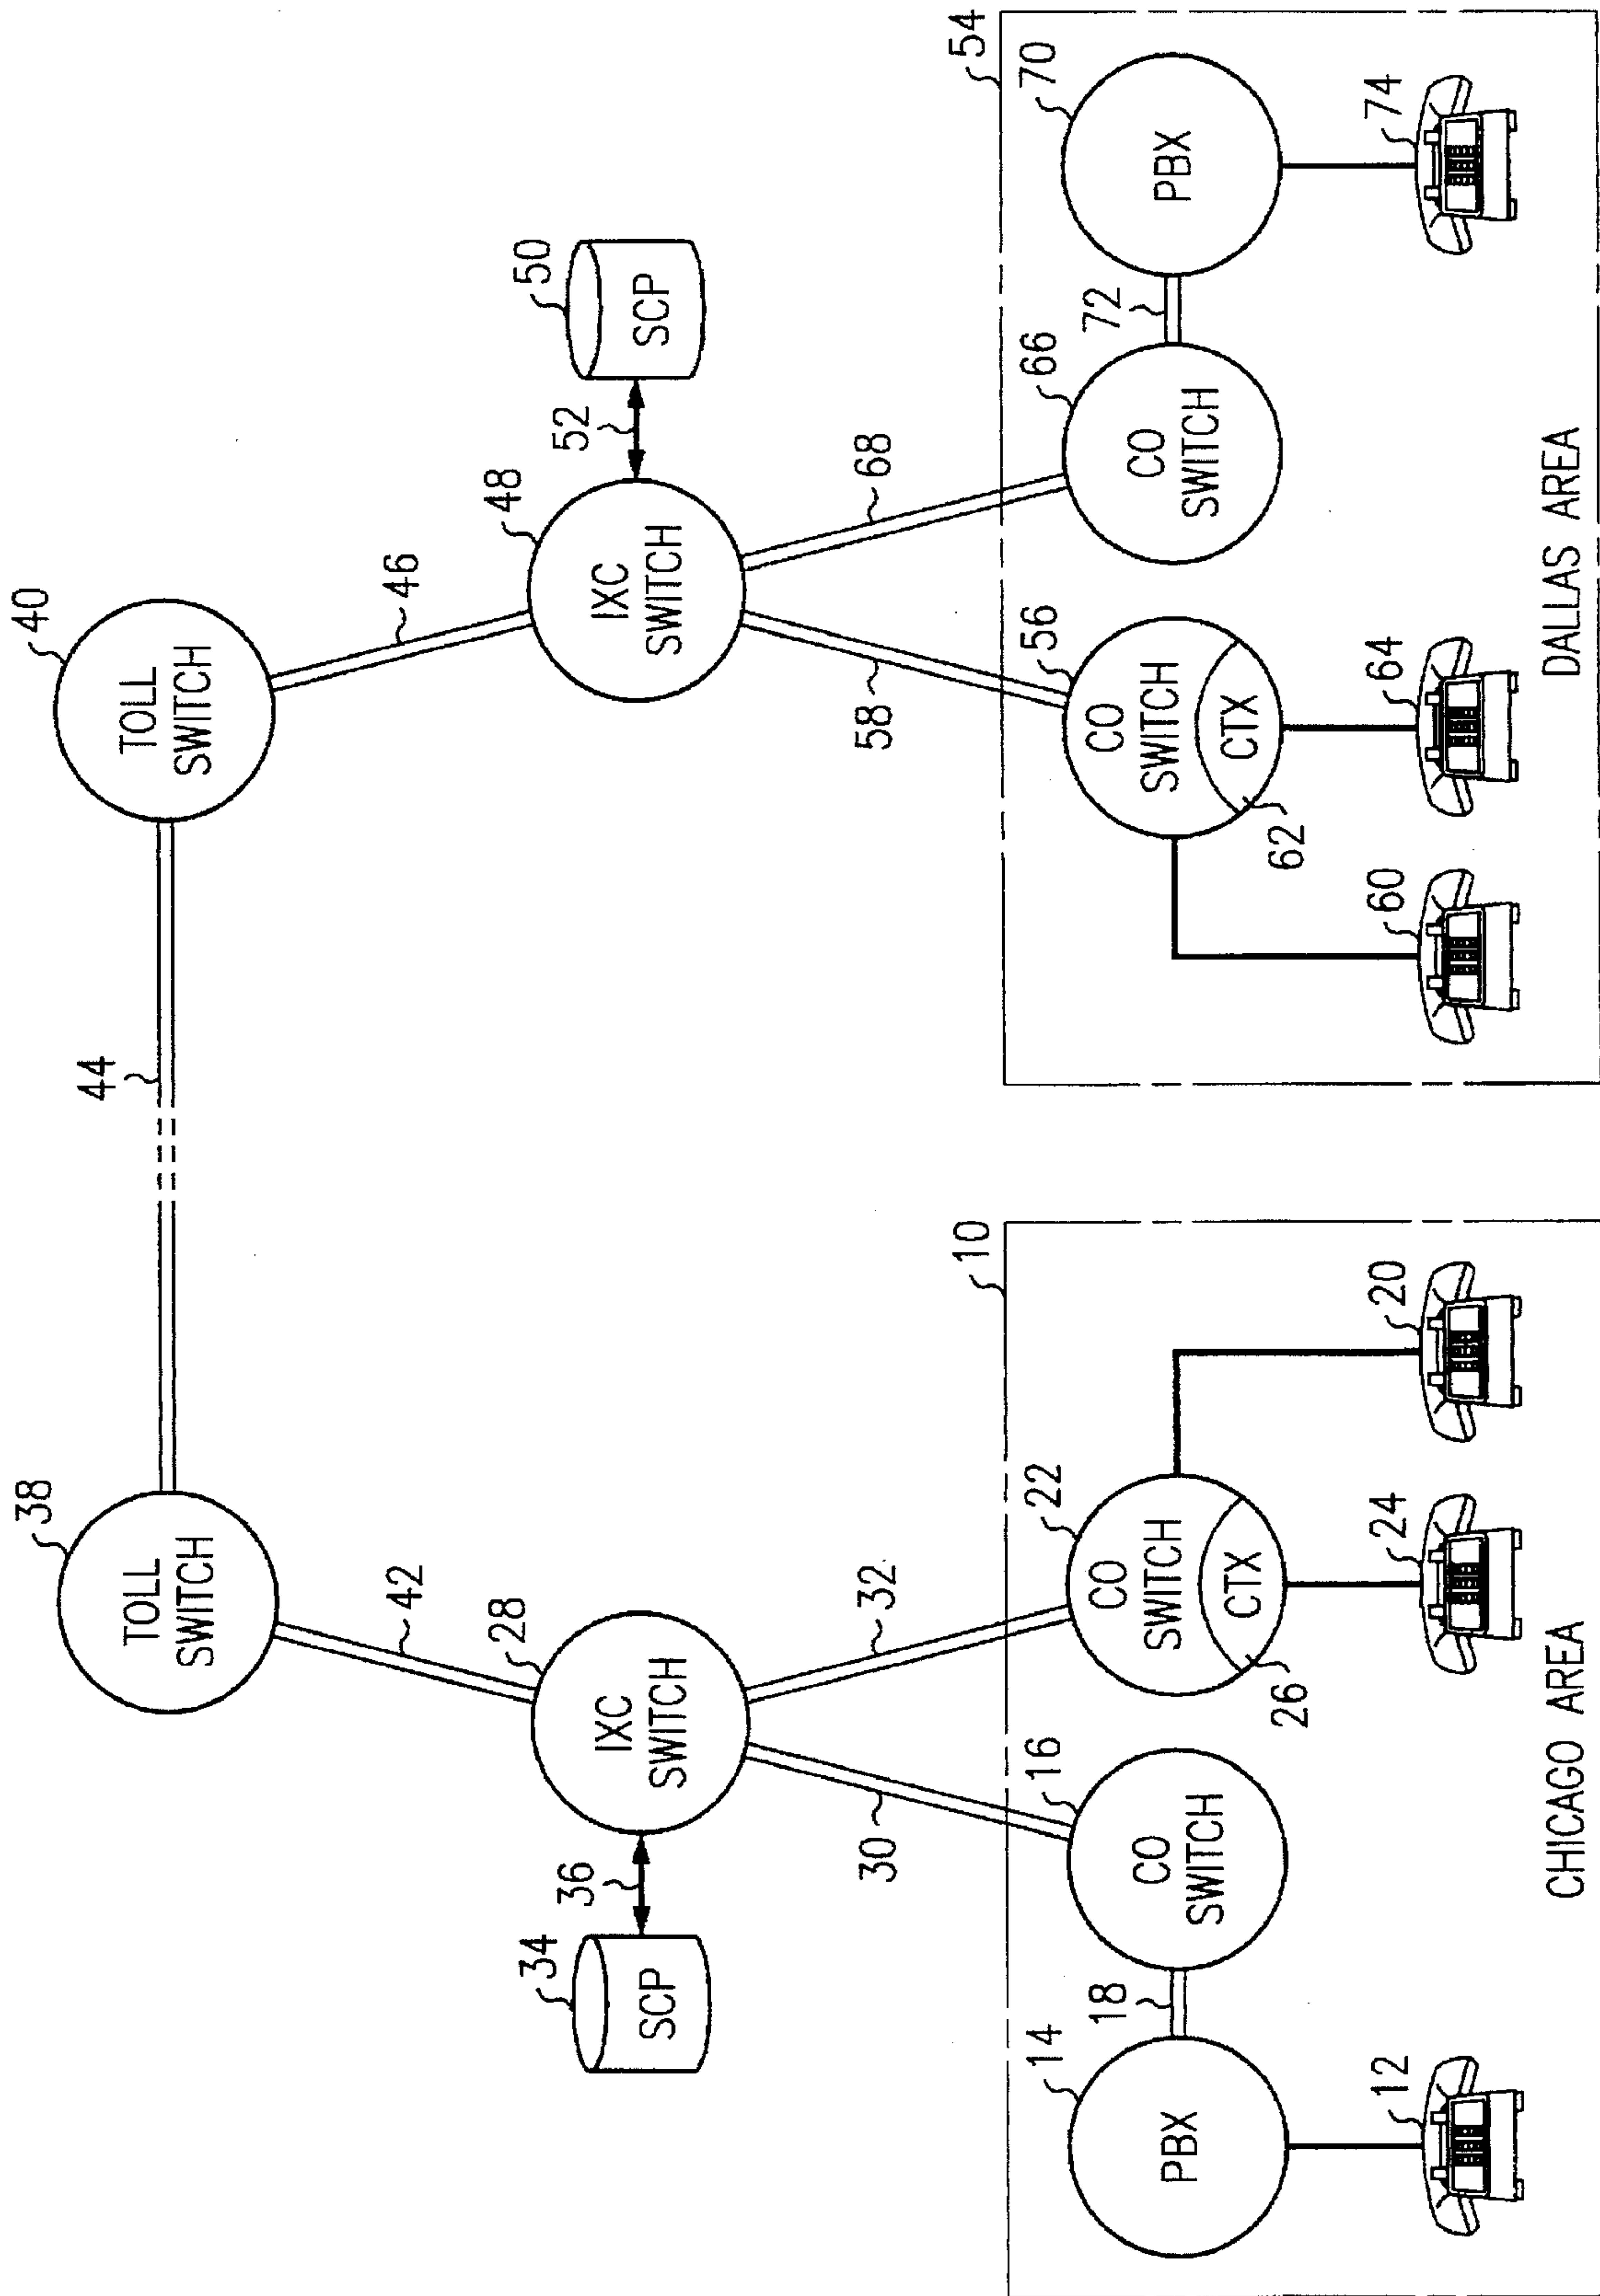 38
TOLL
SWITCH
44
40
TOLL
SWITCH
42
46
34
SCP
36
28
IXC
SWITCH
48
IXC
SWITCH
52
50
SCP
30
32
58
68
10
54
14
PBX
18
16
CO
SWITCH
22
CO
SWITCH
CTX
26
56
CO
SWITCH
CTX
62
66
CO
SWITCH
72
70
PBX
12
24
20
60
64
74
CHICAGO AREA
DALLAS AREA